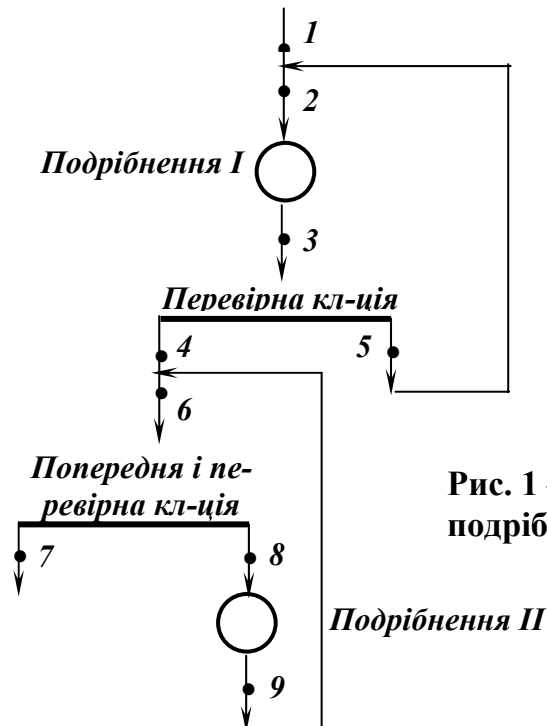 1
2
Подрібнення I
3
Перевірна кл-ція
4
5
6
Попередня і пе-
ревірна кл-ція
Рис. 1
подріб
7
8
Подрібнення II
9